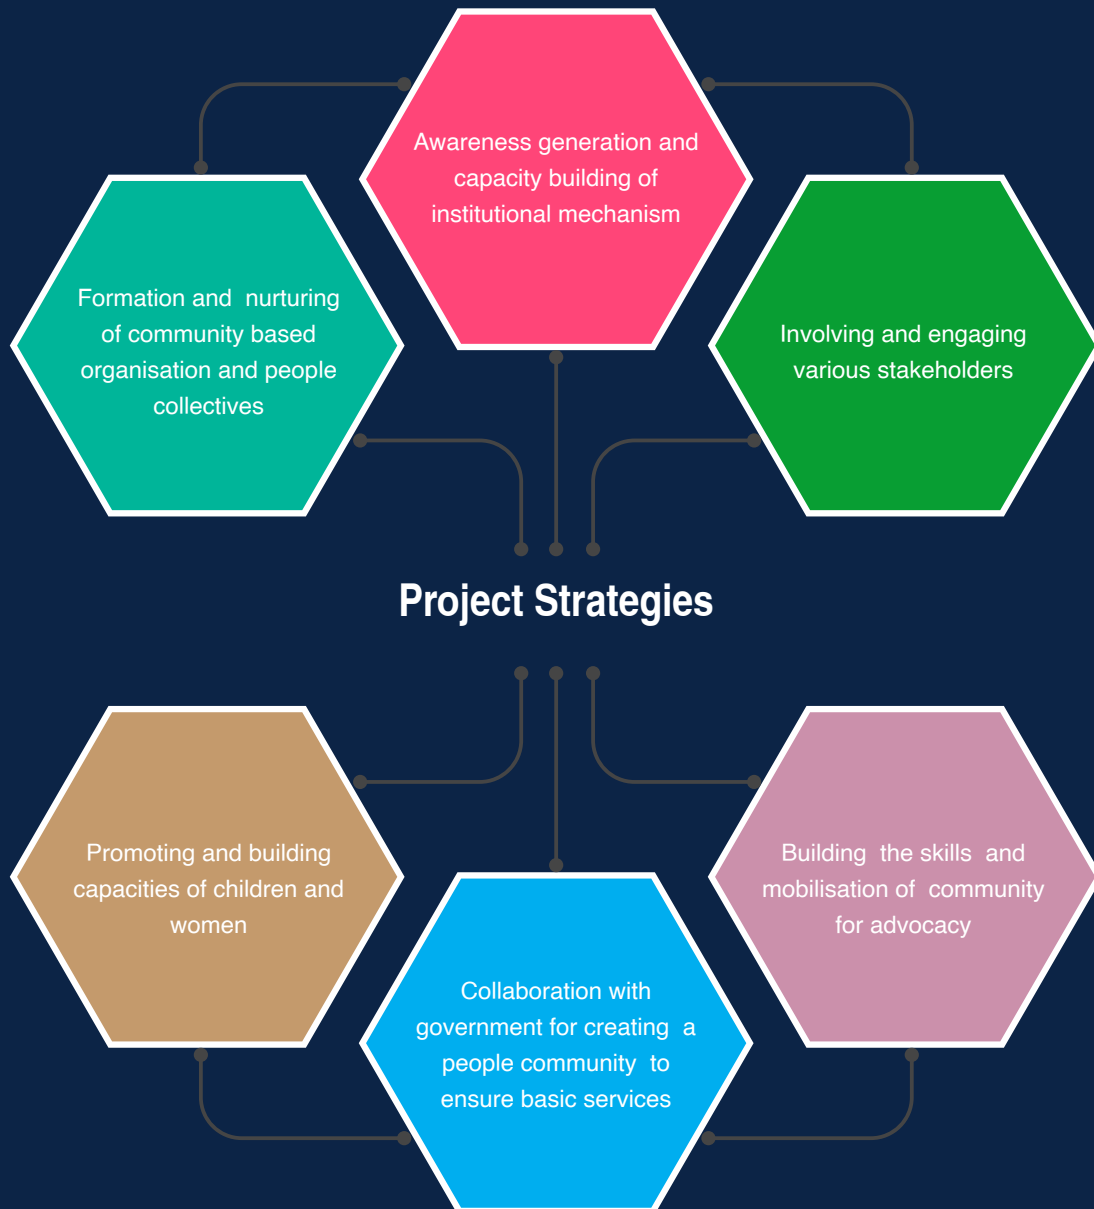 Awareness generation and
capacity building of
institutional mechanism
Formation and  nurturing
of community based
organisation and people
collectives
Involving and engaging
various stakeholders
Project Strategies
Promoting and building
capacities of children and
women
Building  the skills  and
mobilisation of  community
for advocacy
Collaboration with
government for creating  a
people community  to
ensure basic services